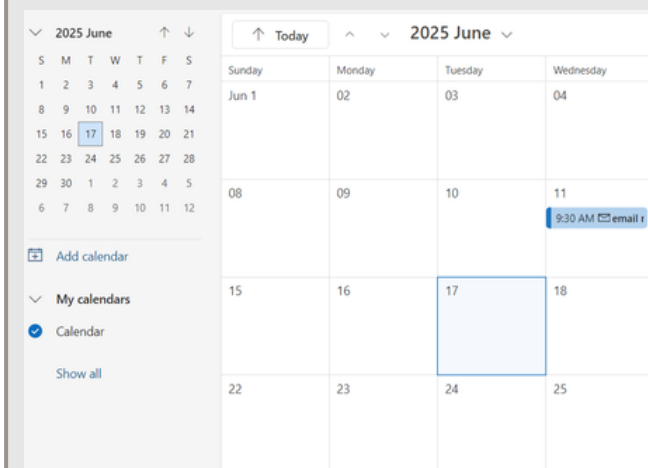 2025 June
S M T W T F S
1 2 3 4 5 6 7
8 9 10 11 12 13 14
15 16 17 18 19 20 21
22 23 24 25 26 27 28
29 30 1 2 3 4 5
6 7 8 9 10 11 12
Add calendar
My calendars
Calendar
Show all
Today 2025 June
Sunday Monday Tuesday Wednesday
Jun 1 02 03 04
08 09 10 11
9:30 AM email r
15 16 17 18
22 23 24 25